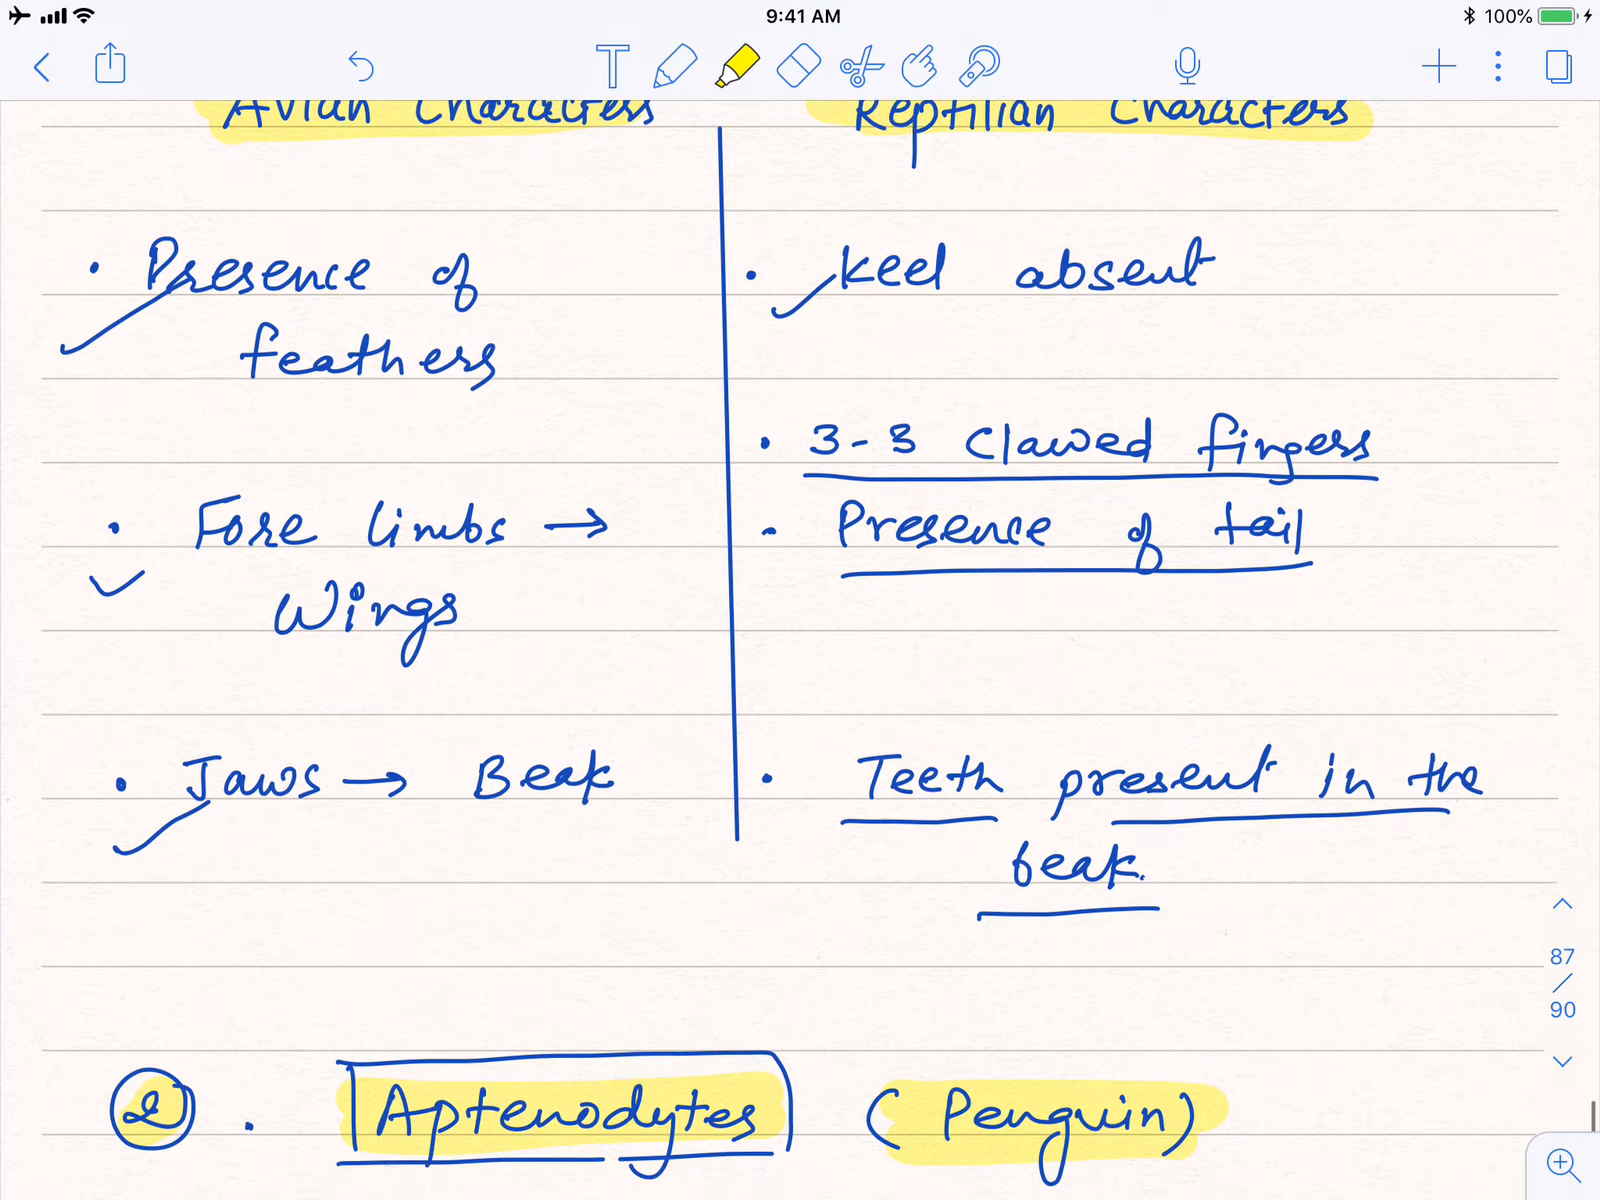 9:41 AM
100%
Avian Characters
Reptilian Characters
• Presence of
feathers
• Keel absent
• 3-3 Clawed fingers
• Fore limbs →
Wings
• Presence of tail
• Jaws → Beak
• Teeth present in the
beak.
87
/
90
2. Aptenodytes (Penguin)